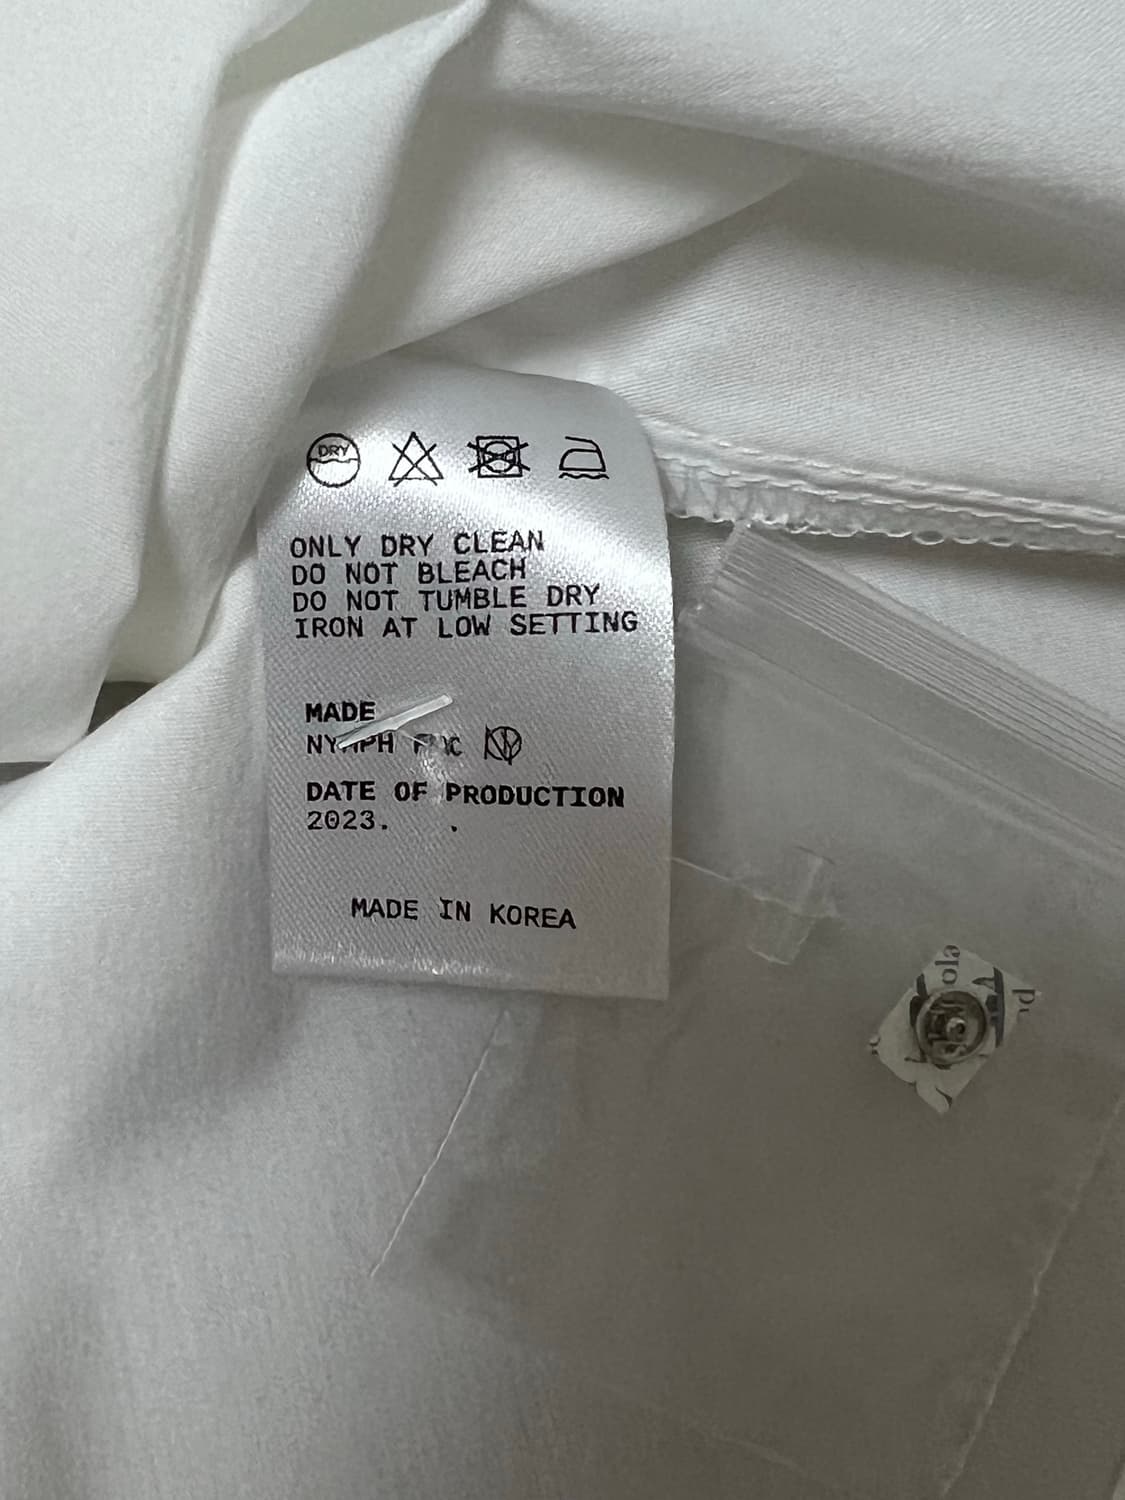 DRY
ONLY DRY CLEAN
DO NOT BLEACH
DO NOT TUMBLE DRY
IRON AT LOW SETTING
MADE
DATE OF PRODUCTION
2023. .
MADE IN KOREA
ola